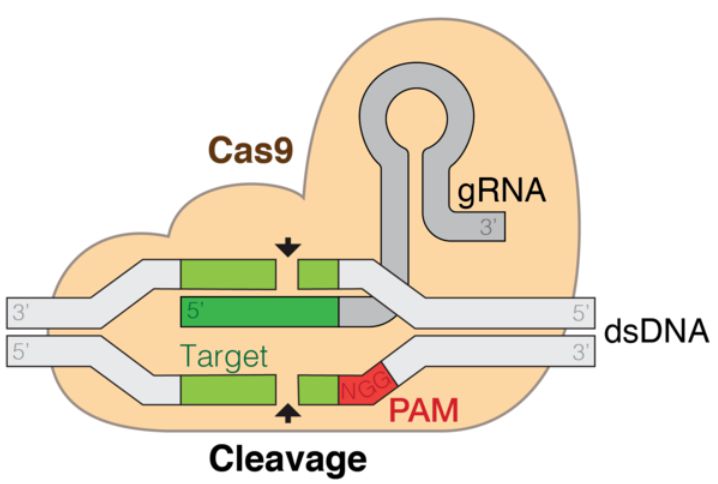 Cas9
gRNA
3'
3'
5'
5'
dsDNA
5'
3'
Target
NGG
PAM
Cleavage